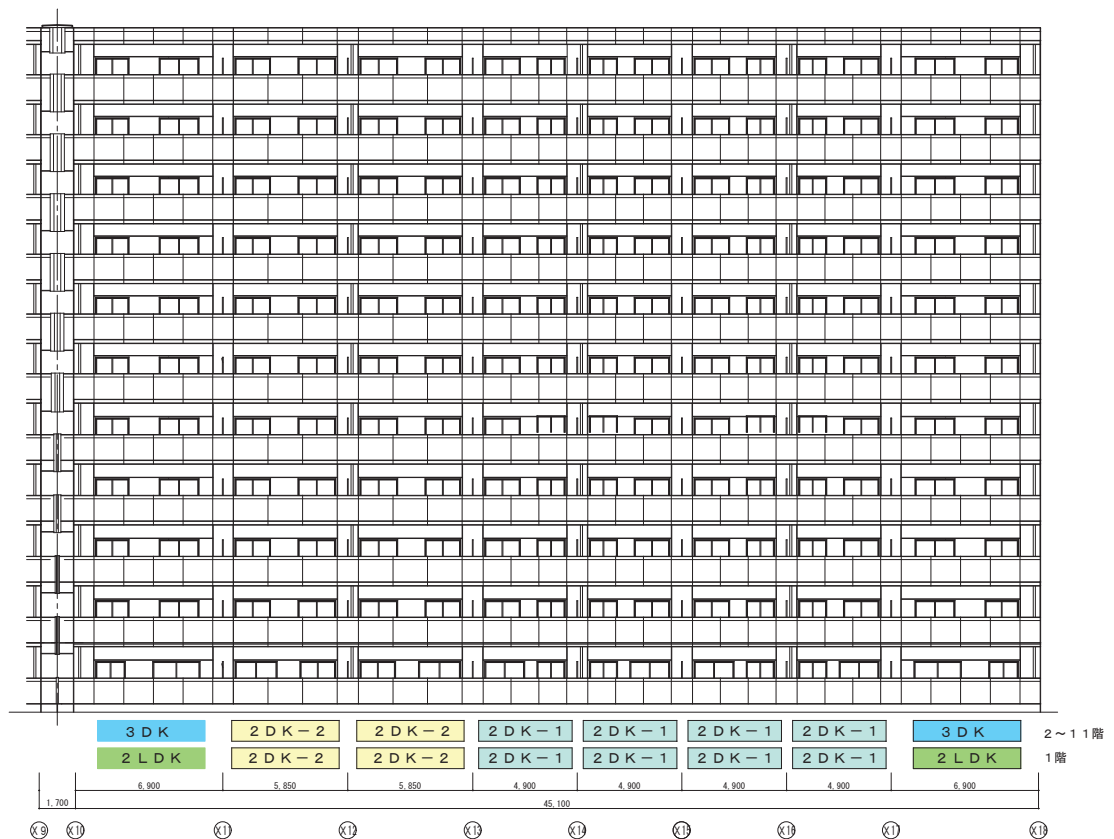 3DK 2DK-2 2DK-2 2DK-1 2DK-1 2DK-1 2DK-1 3DK 2～11階
2LDK 2DK-2 2DK-2 2DK-1 2DK-1 2DK-1 2DK-1 2LDK 1階
6,900 5,850 5,850 4,900 4,900 4,900 4,900 6,900
1,700 45,100
X9 X10 X11 X12 X13 X14 X15 X16 X17 X18